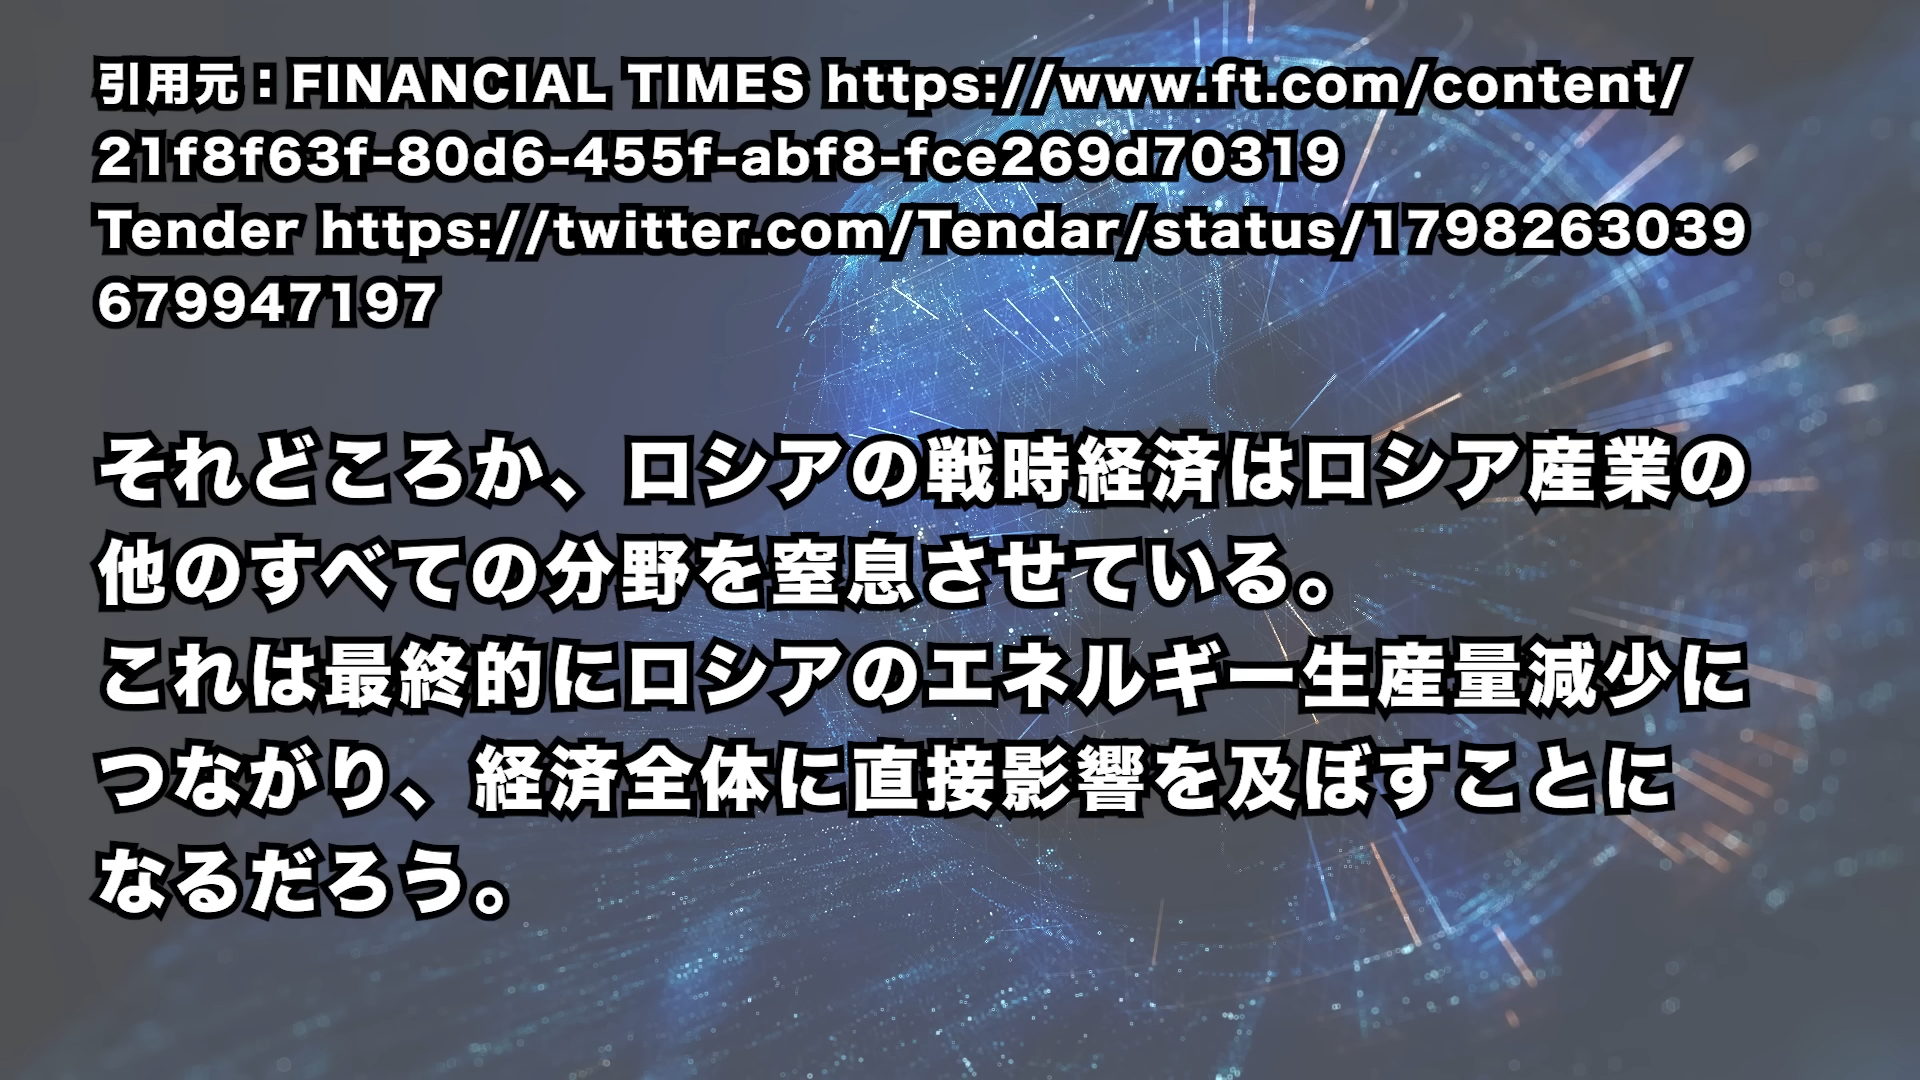 引用元：FINANCIAL TIMES https://www.ft.com/content/
21f8f63f-80d6-455f-abf8-fce269d70319
Tender https://twitter.com/Tendar/status/1798263039
679947197
それどころか、ロシアの戦時経済はロシア産業の
他のすべての分野を窒息させている。
これは最終的にロシアのエネルギー生産量減少に
つながり、経済全体に直接影響を及ぼすことに
なるだろう。